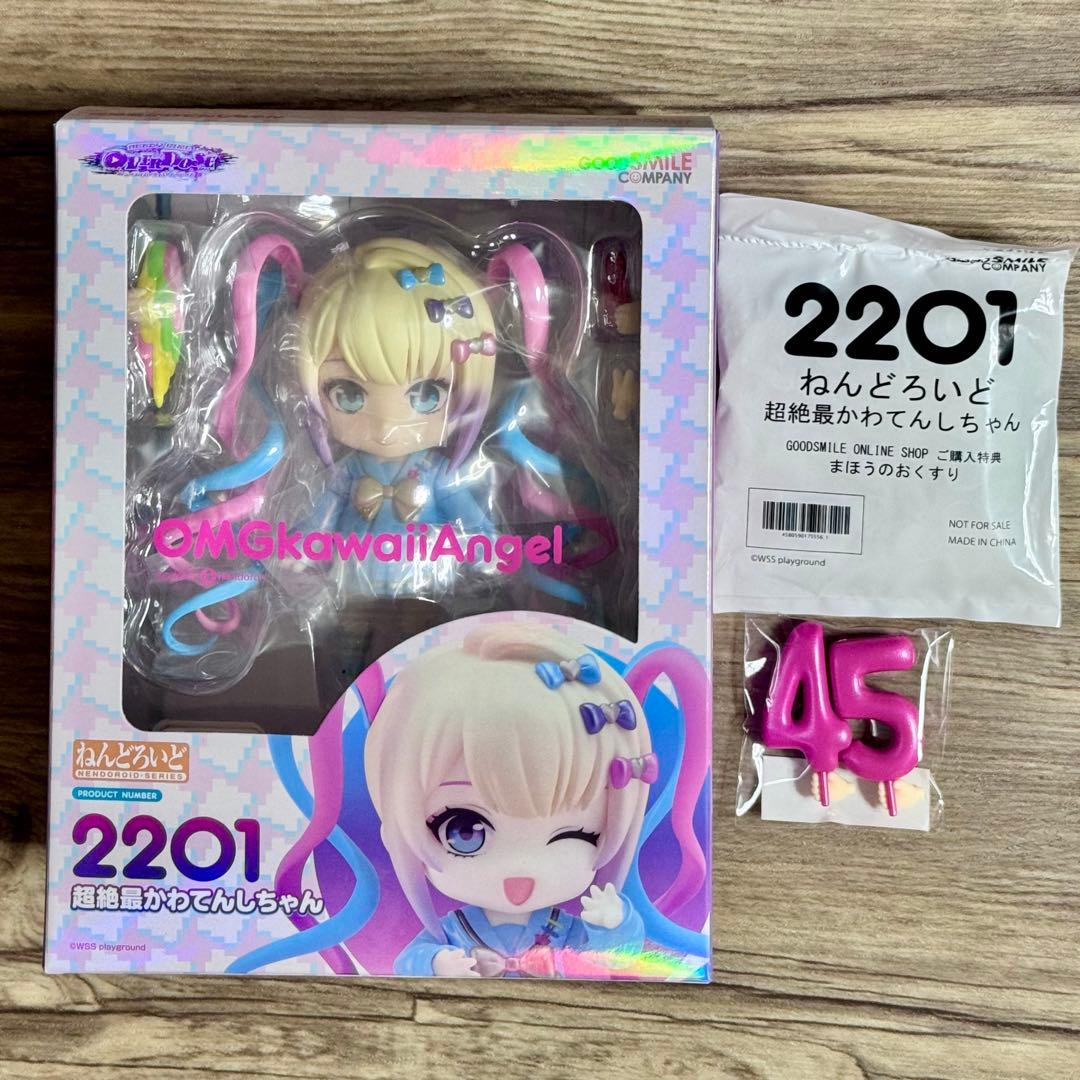 OVERDOSE
GOODSMILE
COMPANY
OMGkawaiiAngel
ねんどろいど
NENDOROID・SERIES
PRODUCT NUMBER
2201
超絶最かわてんしちゃん
©WSS playground
SMILE
COMPANY
2201
ねんどろいど
超絶最かわてんしちゃん
GOODSMILE ONLINE SHOP ご購入特典
まほうのおくすり
NOT FOR SALE
MADE IN CHINA
©WSS playground
45